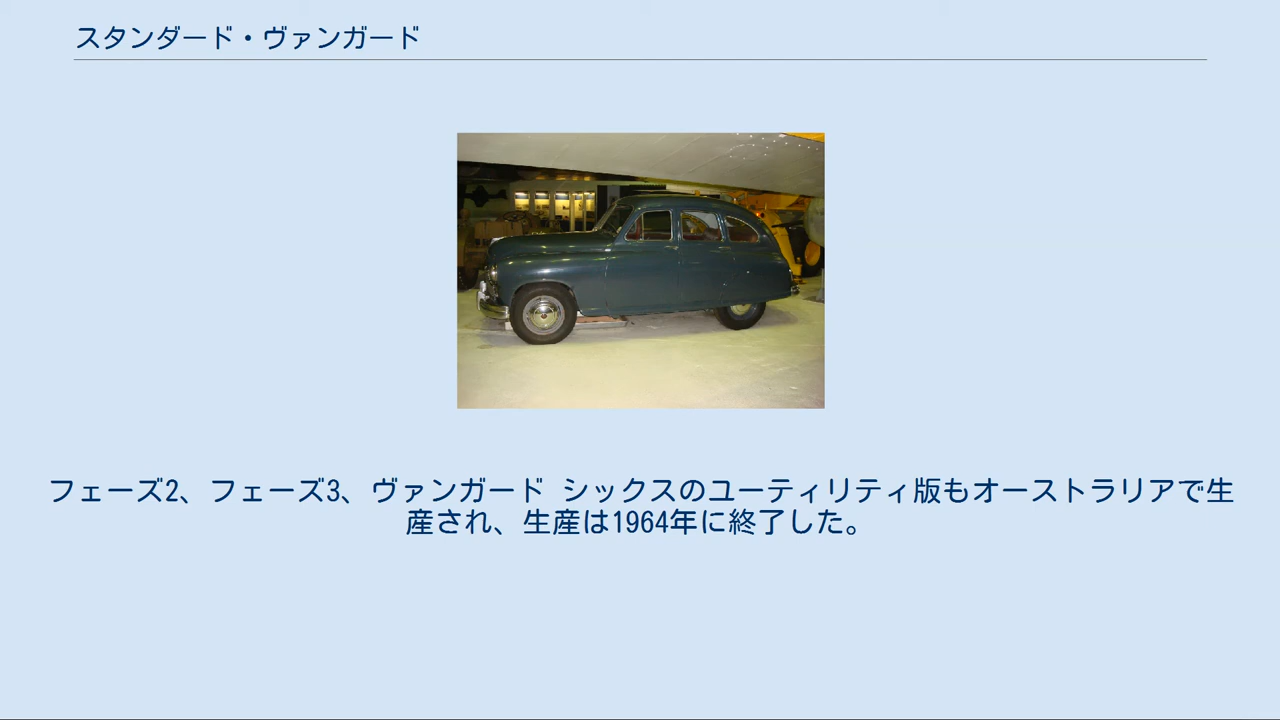 スタンダード・ヴァンガード
フェーズ2、フェーズ3、ヴァンガード シックスのユーティリティ版もオーストラリアで生
産され、生産は1964年に終了した。